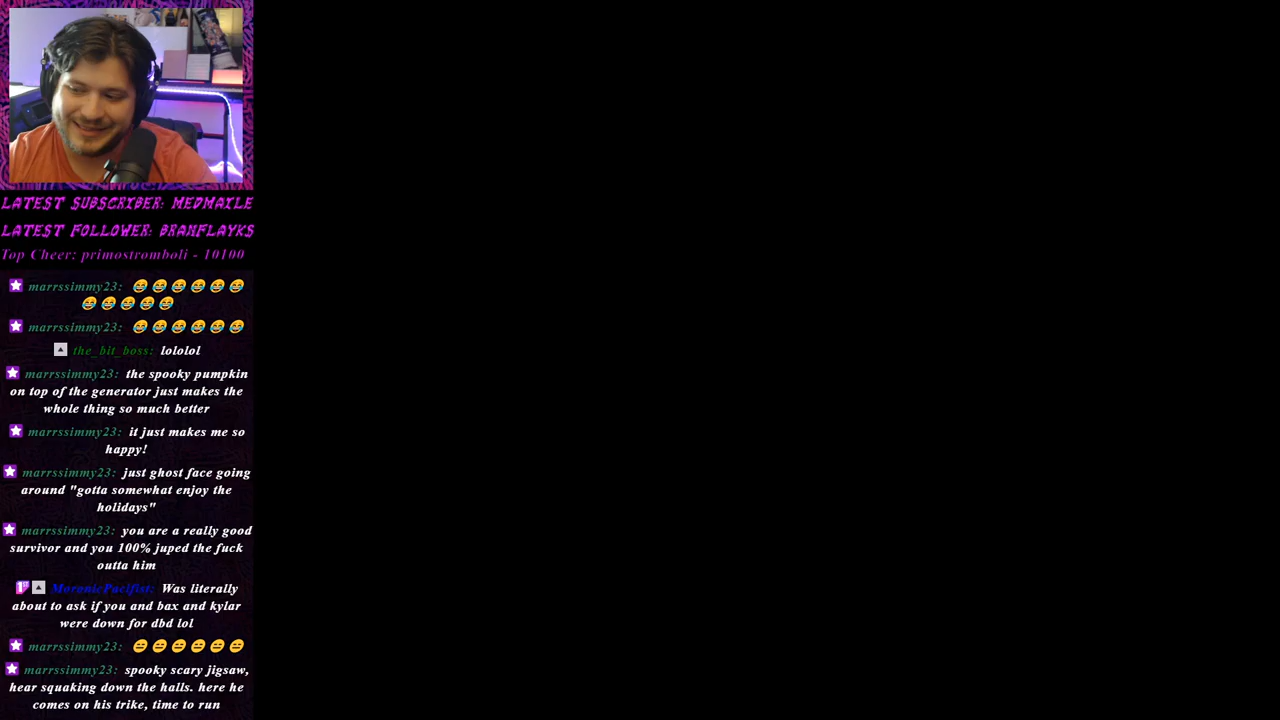 LATEST SUBSCRIBER: MEDMAILE
LATEST FOLLOWER: BRANFLAYKS
Top Cheer: primostromboli - 10100
marrssimmy23: 😂 😂 😂 😂 😂 😂
😂 😂 😂 😂 😂
marrssimmy23: 😂 😂 😂 😂 😂 😂
the_bit_boss: lololol
marrssimmy23: the spooky pumpkin
on top of the generator just makes the
whole thing so much better
marrssimmy23: it just makes me so
happy!
marrssimmy23: just ghost face going
around "gotta somewhat enjoy the
holidays"
marrssimmy23: you are a really good
survivor and you 100% juped the fuck
outta him
MoronicPacifist: Was literally
about to ask if you and bax and kylar
were down for dbd lol
marrssimmy23: 😑 😑 😑 😑 😑 😑
marrssimmy23: spooky scary jigsaw,
hear squaking down the halls. here he
comes on his trike, time to run